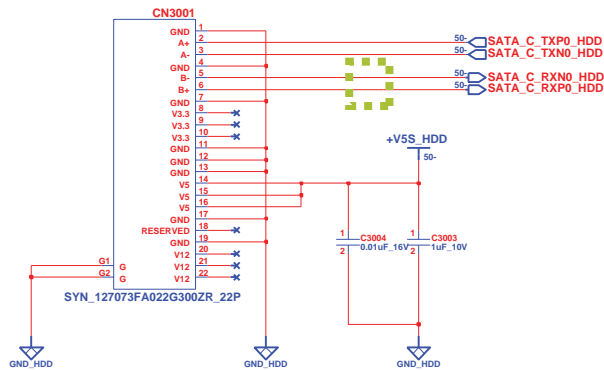 CN3001
GND 1
A+ 2 50- SATA_C_TXP0_HDD
A- 3 50- SATA_C_TXN0_HDD
GND 4
B- 5 50- SATA_C_RXN0_HDD
B+ 6 50- SATA_C_RXP0_HDD
GND 7
V3.3 8
V3.3 9
V3.3 10
GND 11
GND 12
GND 13
V5 14
V5 15
V5 16
GND 17
RESERVED 18
GND 19
V12 20
V12 21
V12 22
G1 G
G2 G
SYN_127073FA022G300ZR_22P
+V5S_HDD
50-
1 C3004
0.01uF_16V
2
1 C3003
1uF_10V
2
GND_HDD
GND_HDD
GND_HDD